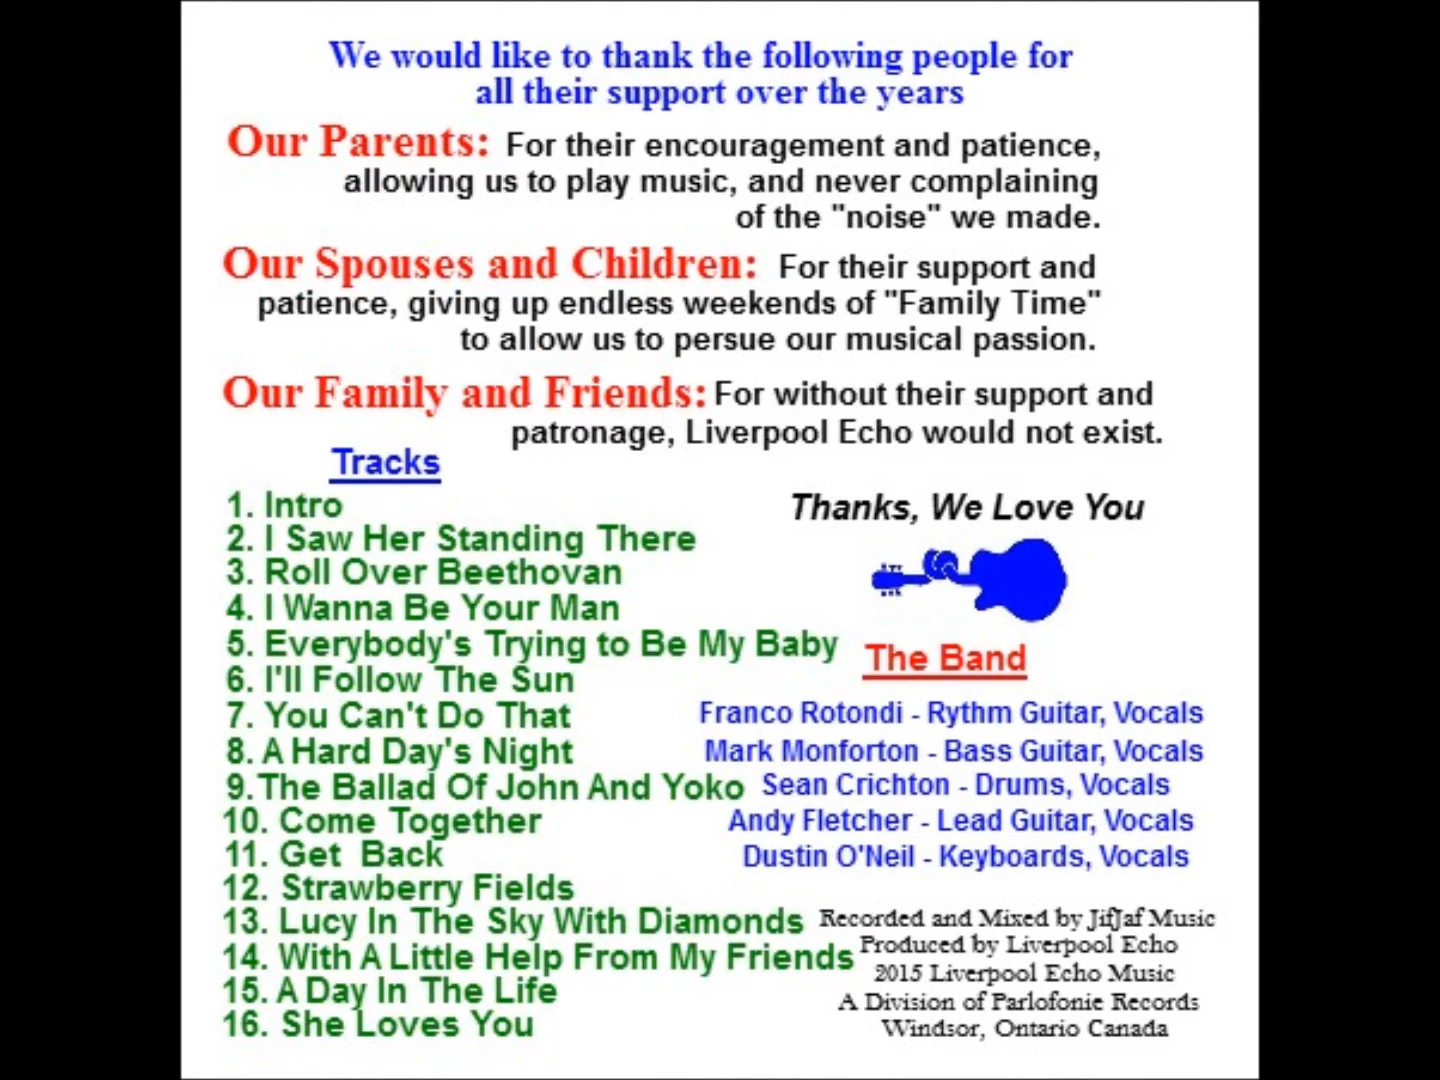 We would like to thank the following people for
all their support over the years
Our Parents: For their encouragement and patience,
allowing us to play music, and never complaining
of the "noise" we made.
Our Spouses and Children: For their support and
patience, giving up endless weekends of "Family Time"
to allow us to persue our musical passion.
Our Family and Friends: For without their support and
patronage, Liverpool Echo would not exist.
Tracks
1. Intro
2. I Saw Her Standing There
3. Roll Over Beethovan
4. I Wanna Be Your Man
5. Everybody's Trying to Be My Baby
6. I'll Follow The Sun
7. You Can't Do That
8. A Hard Day's Night
9. The Ballad Of John And Yoko
10. Come Together
11. Get Back
12. Strawberry Fields
13. Lucy In The Sky With Diamonds
14. With A Little Help From My Friends
15. A Day In The Life
16. She Loves You
Thanks, We Love You
The Band
Franco Rotondi - Rythm Guitar, Vocals
Mark Monforton - Bass Guitar, Vocals
Sean Crichton - Drums, Vocals
Andy Fletcher - Lead Guitar, Vocals
Dustin O'Neil - Keyboards, Vocals
Recorded and Mixed by JifJaf Music
Produced by Liverpool Echo
2015 Liverpool Echo Music
A Division of Parlofonie Records
Windsor, Ontario Canada